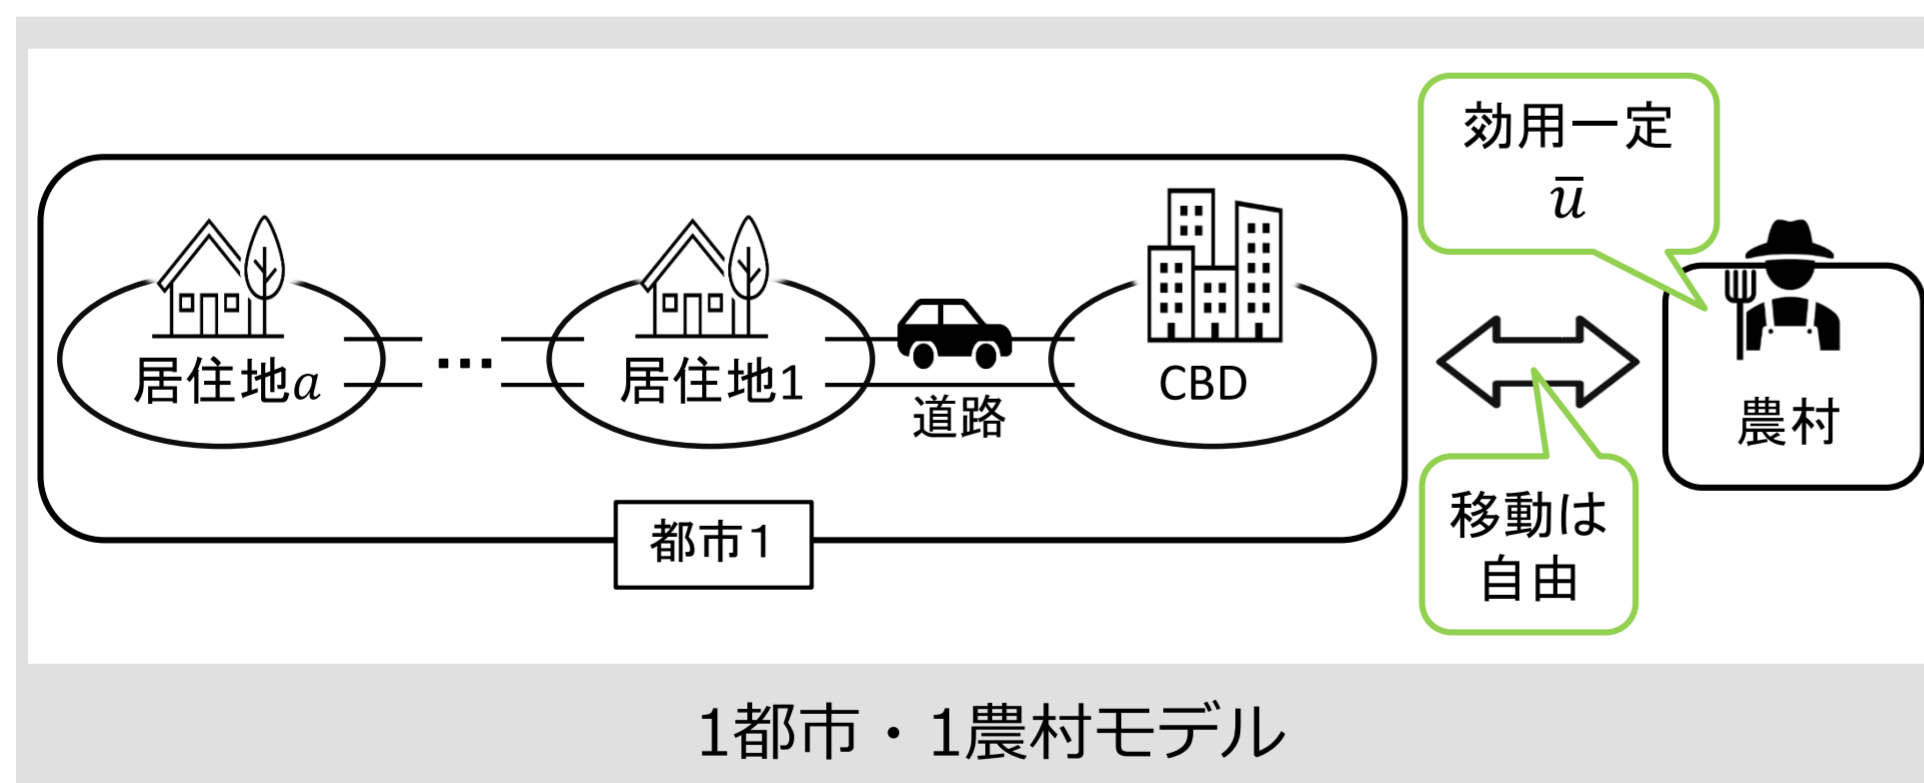 効用一定
ū
居住地a
…
居住地1
道路
CBD
農村
移動は
自由
都市1
1都市・1農村モデル